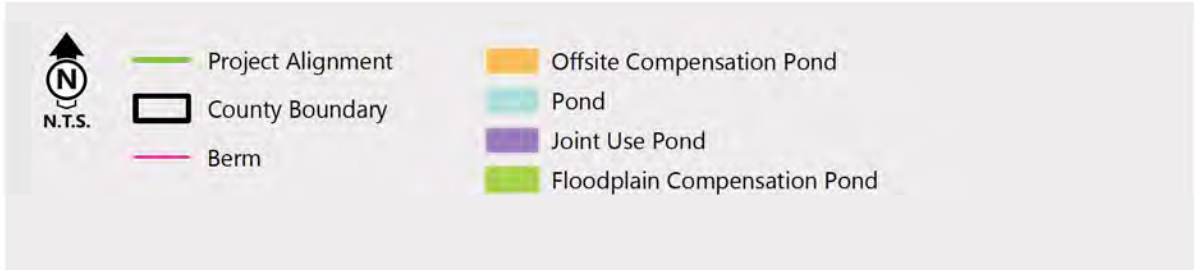 N
N.T.S.
Project Alignment
County Boundary
Berm
Offsite Compensation Pond
Pond
Joint Use Pond
Floodplain Compensation Pond